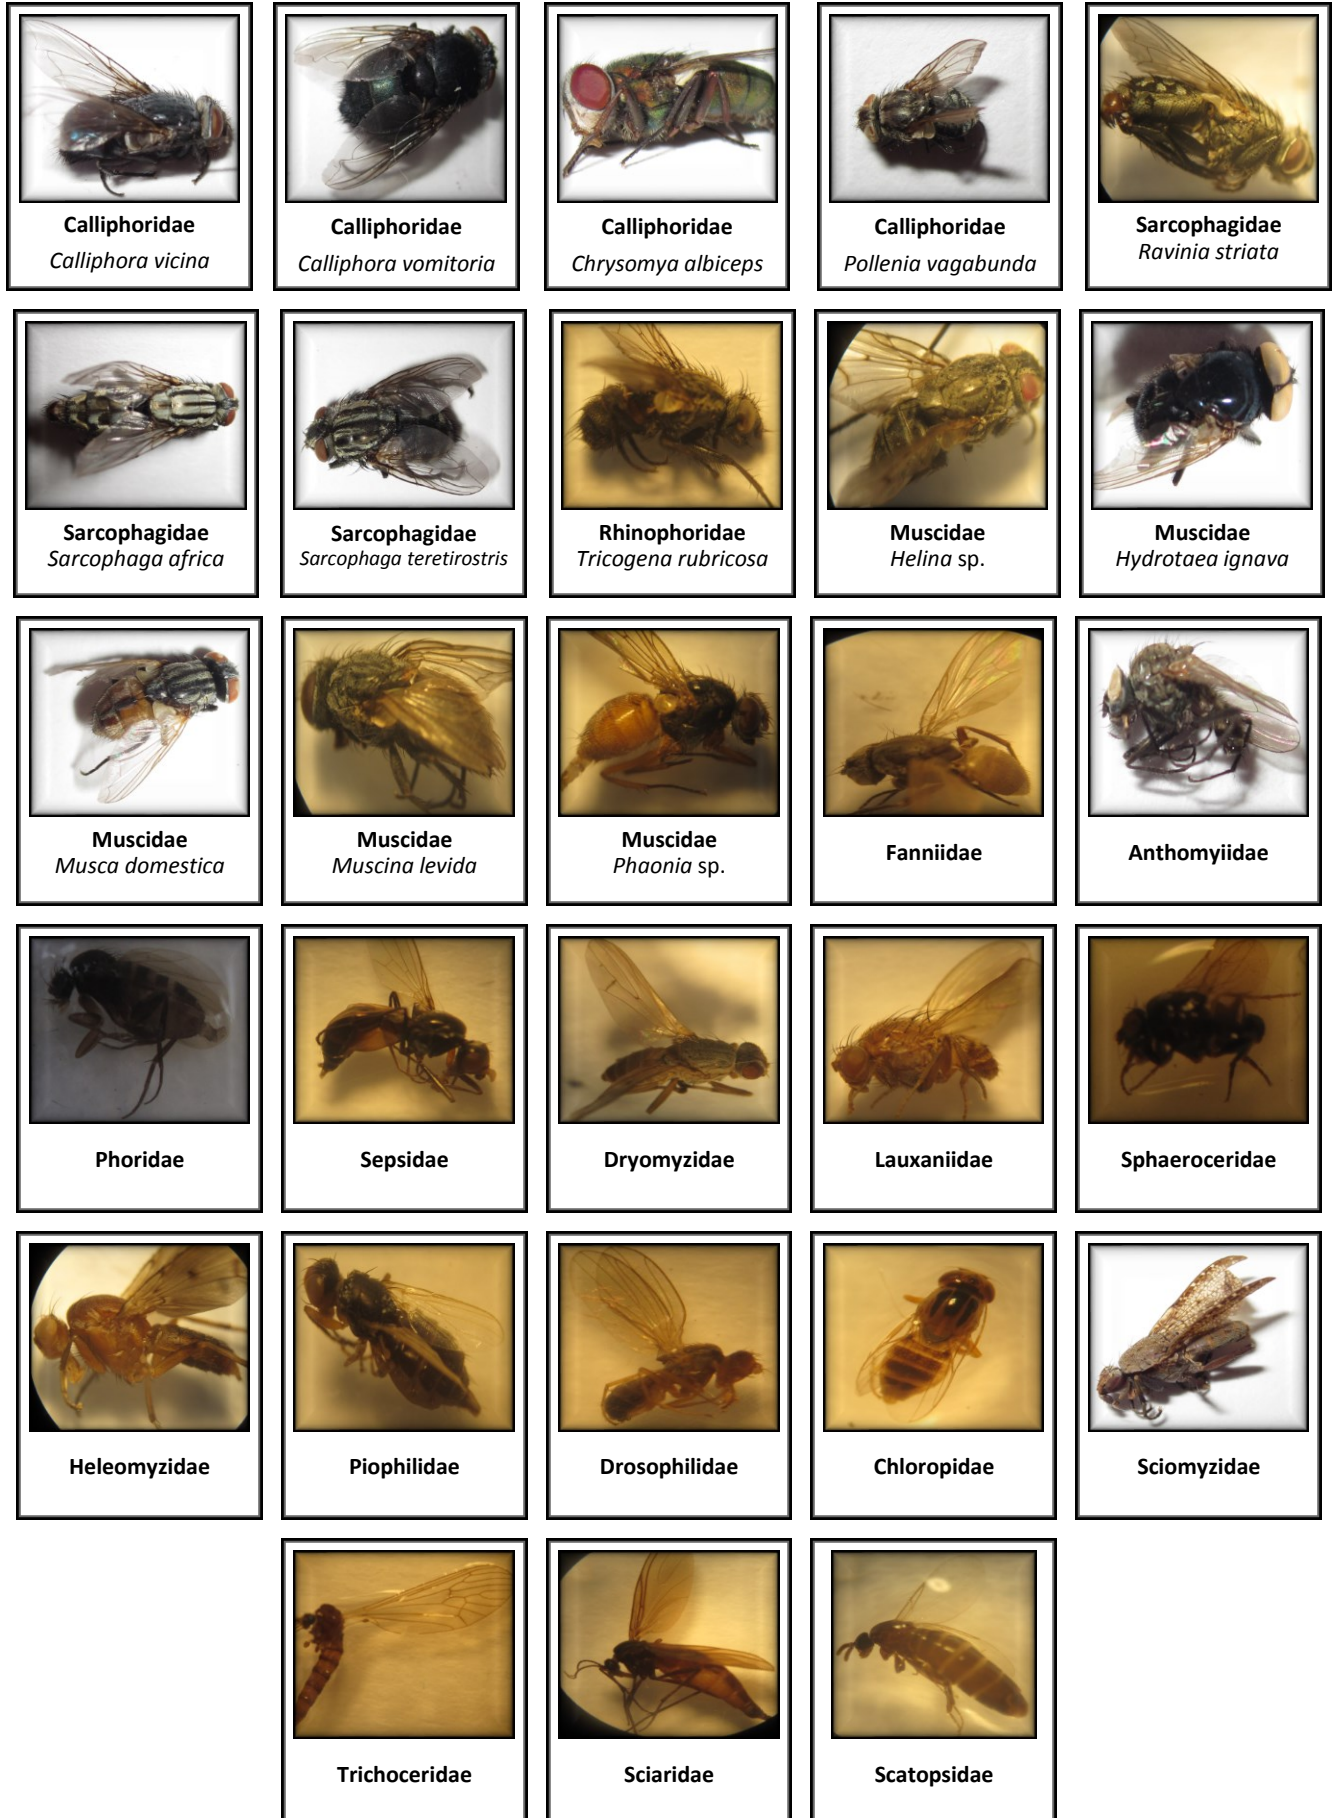 Calliphoridae
Calliphora vicina
Calliphoridae
Calliphora vomitoria
Calliphoridae
Chrysomya albiceps
Calliphoridae
Pollenia vagabunda
Sarcophagidae
Ravinia striata
Sarcophagidae
Sarcophaga africa
Sarcophagidae
Sarcophaga teretirostris
Rhinophoridae
Tricogena rubricosa
Muscidae
Helina sp.
Muscidae
Hydrotaea ignava
Muscidae
Musca domestica
Muscidae
Muscina levida
Muscidae
Phaonia sp.
Fanniidae
Anthomyiidae
Phoridae
Sepsidae
Dryomyzidae
Lauxaniidae
Sphaeroceridae
Heleomyzidae
Piophilidae
Drosophilidae
Chloropidae
Sciomyzidae
Trichoceridae
Sciaridae
Scatopsidae